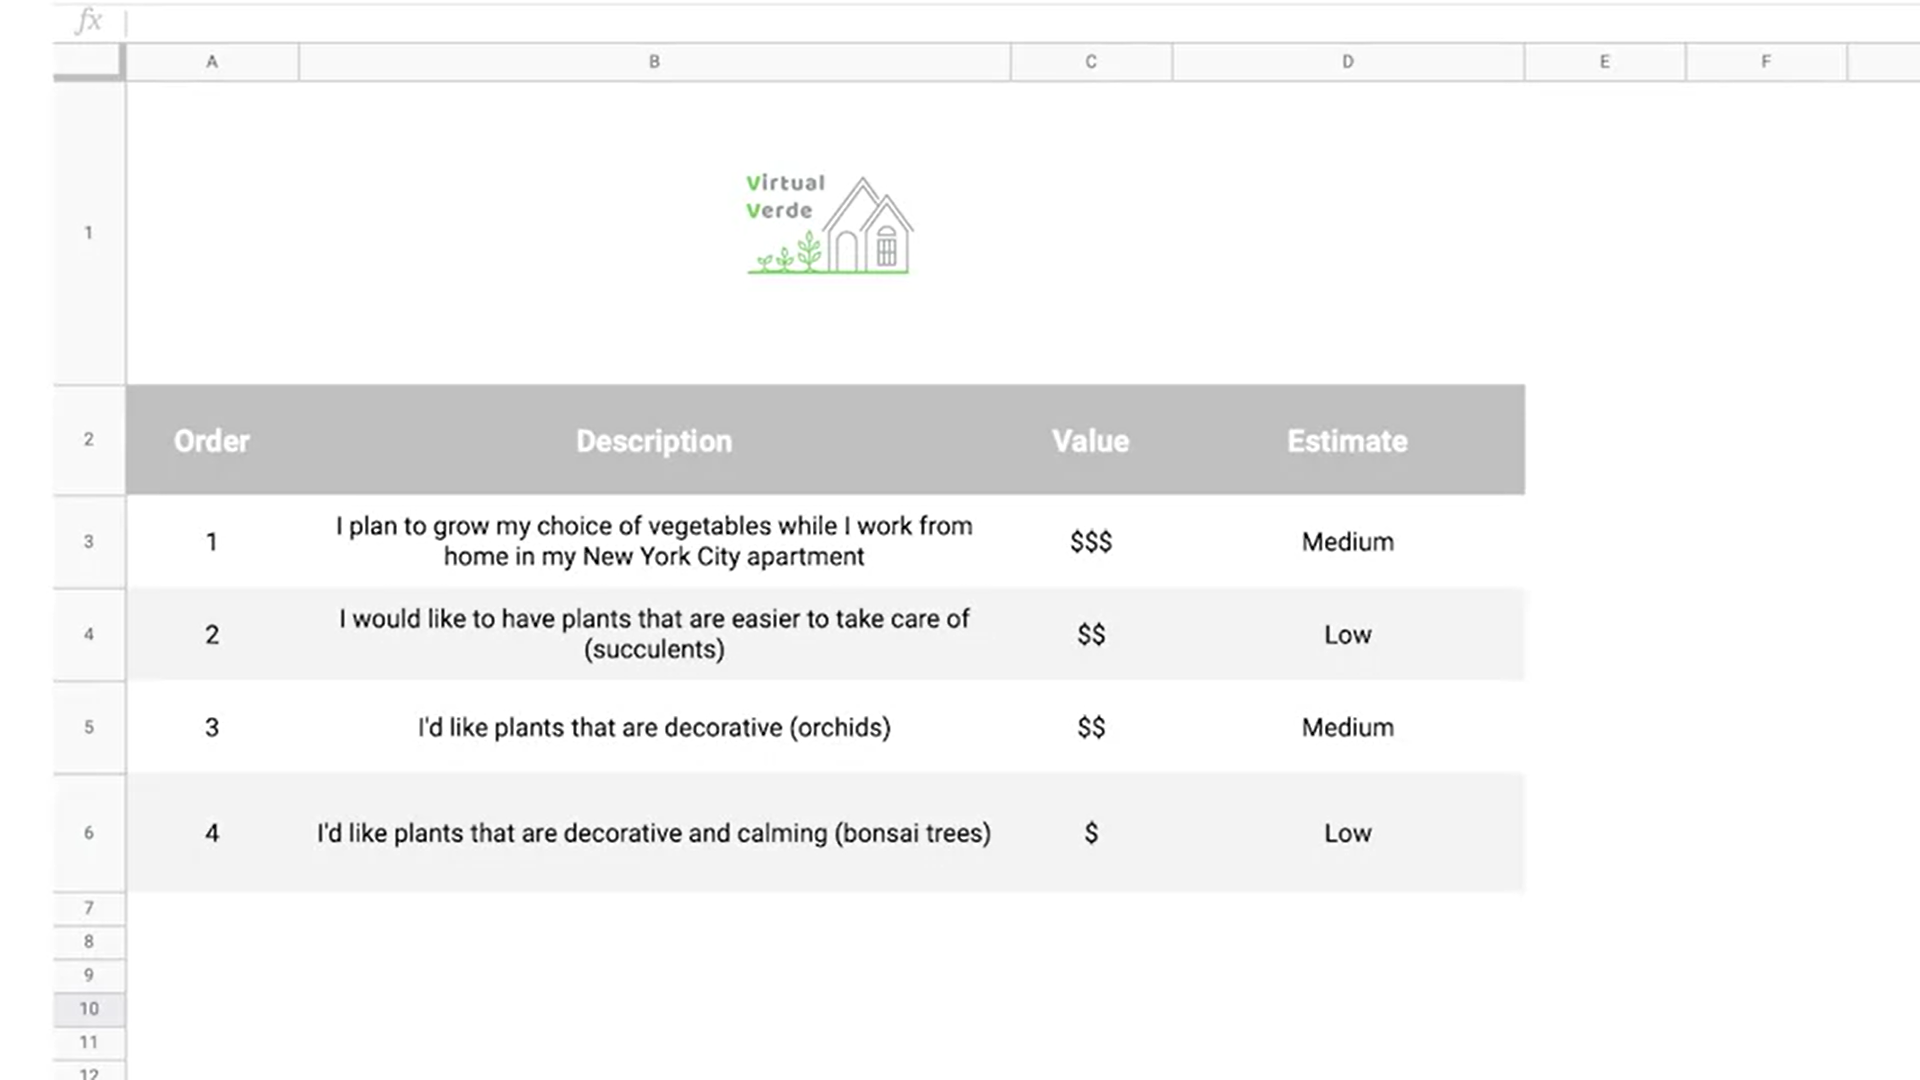 fx
A B C D E F
1
Virtual
Verde
2 Order Description Value Estimate
3 1 I plan to grow my choice of vegetables while I work from
home in my New York City apartment $$$ Medium
4 2 I would like to have plants that are easier to take care of
(succulents) $$ Low
5 3 I'd like plants that are decorative (orchids) $$ Medium
6 4 I'd like plants that are decorative and calming (bonsai trees) $ Low
7
8
9
10
11
12